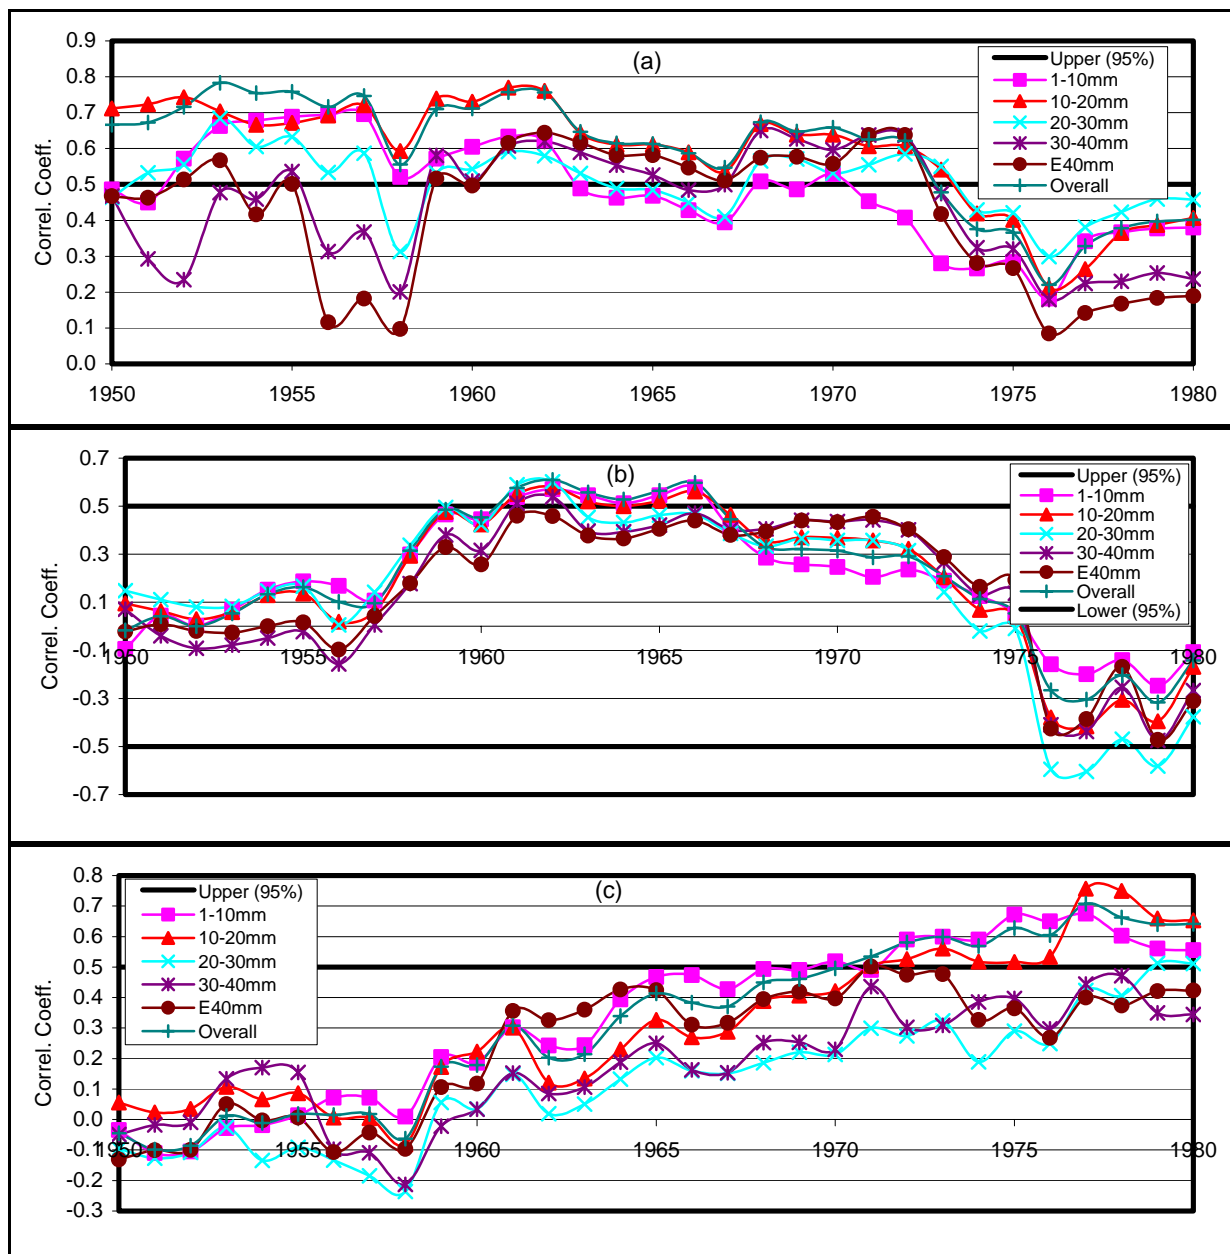 (a)
0.9
0.8
0.7
0.6
0.5
0.4
0.3
0.2
0.1
0.0
Correl. Coeff.
Upper (95%)
1-10mm
10-20mm
20-30mm
30-40mm
E40mm
Overall
1950 1955 1960 1965 1970 1975 1980
(b)
0.7
0.5
0.3
0.1
-0.1
-0.3
-0.5
-0.7
Correl. Coeff.
Upper (95%)
1-10mm
10-20mm
20-30mm
30-40mm
E40mm
Overall
Lower (95%)
1950 1955 1960 1965 1970 1975 1980
(c)
0.8
0.7
0.6
0.5
0.4
0.3
0.2
0.1
0.0
-0.1
-0.2
-0.3
Correl. Coeff.
Upper (95%)
1-10mm
10-20mm
20-30mm
30-40mm
E40mm
Overall
1950 1955 1960 1965 1970 1975 1980